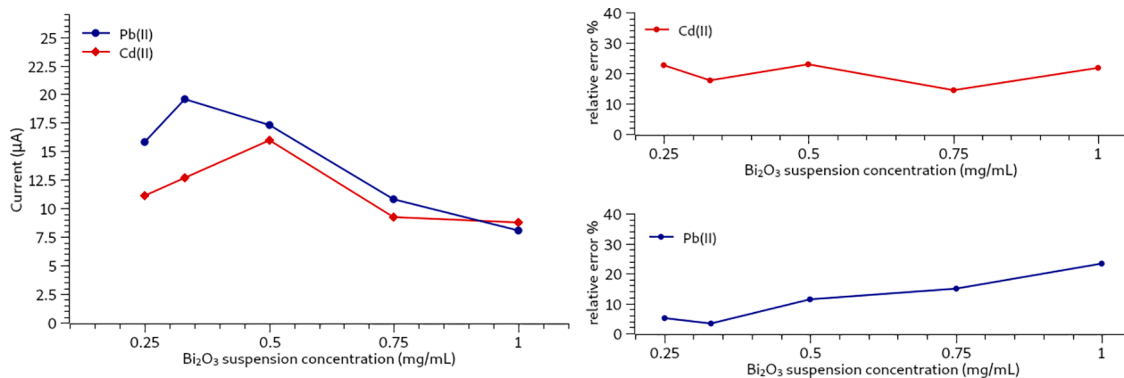 Pb(II)
Cd(II)
25
22.5
20
17.5
15
12.5
10
7.5
5
2.5
0
Current (µA)
0.25 0.5 0.75 1
Bi₂O₃ suspension concentration (mg/mL)
Cd(II)
40
30
20
10
0
relative error %
0.25 0.5 0.75 1
Bi₂O₃ suspension concentration (mg/mL)
Pb(II)
40
30
20
10
0
relative error %
0.25 0.5 0.75 1
Bi₂O₃ suspension concentration (mg/mL)